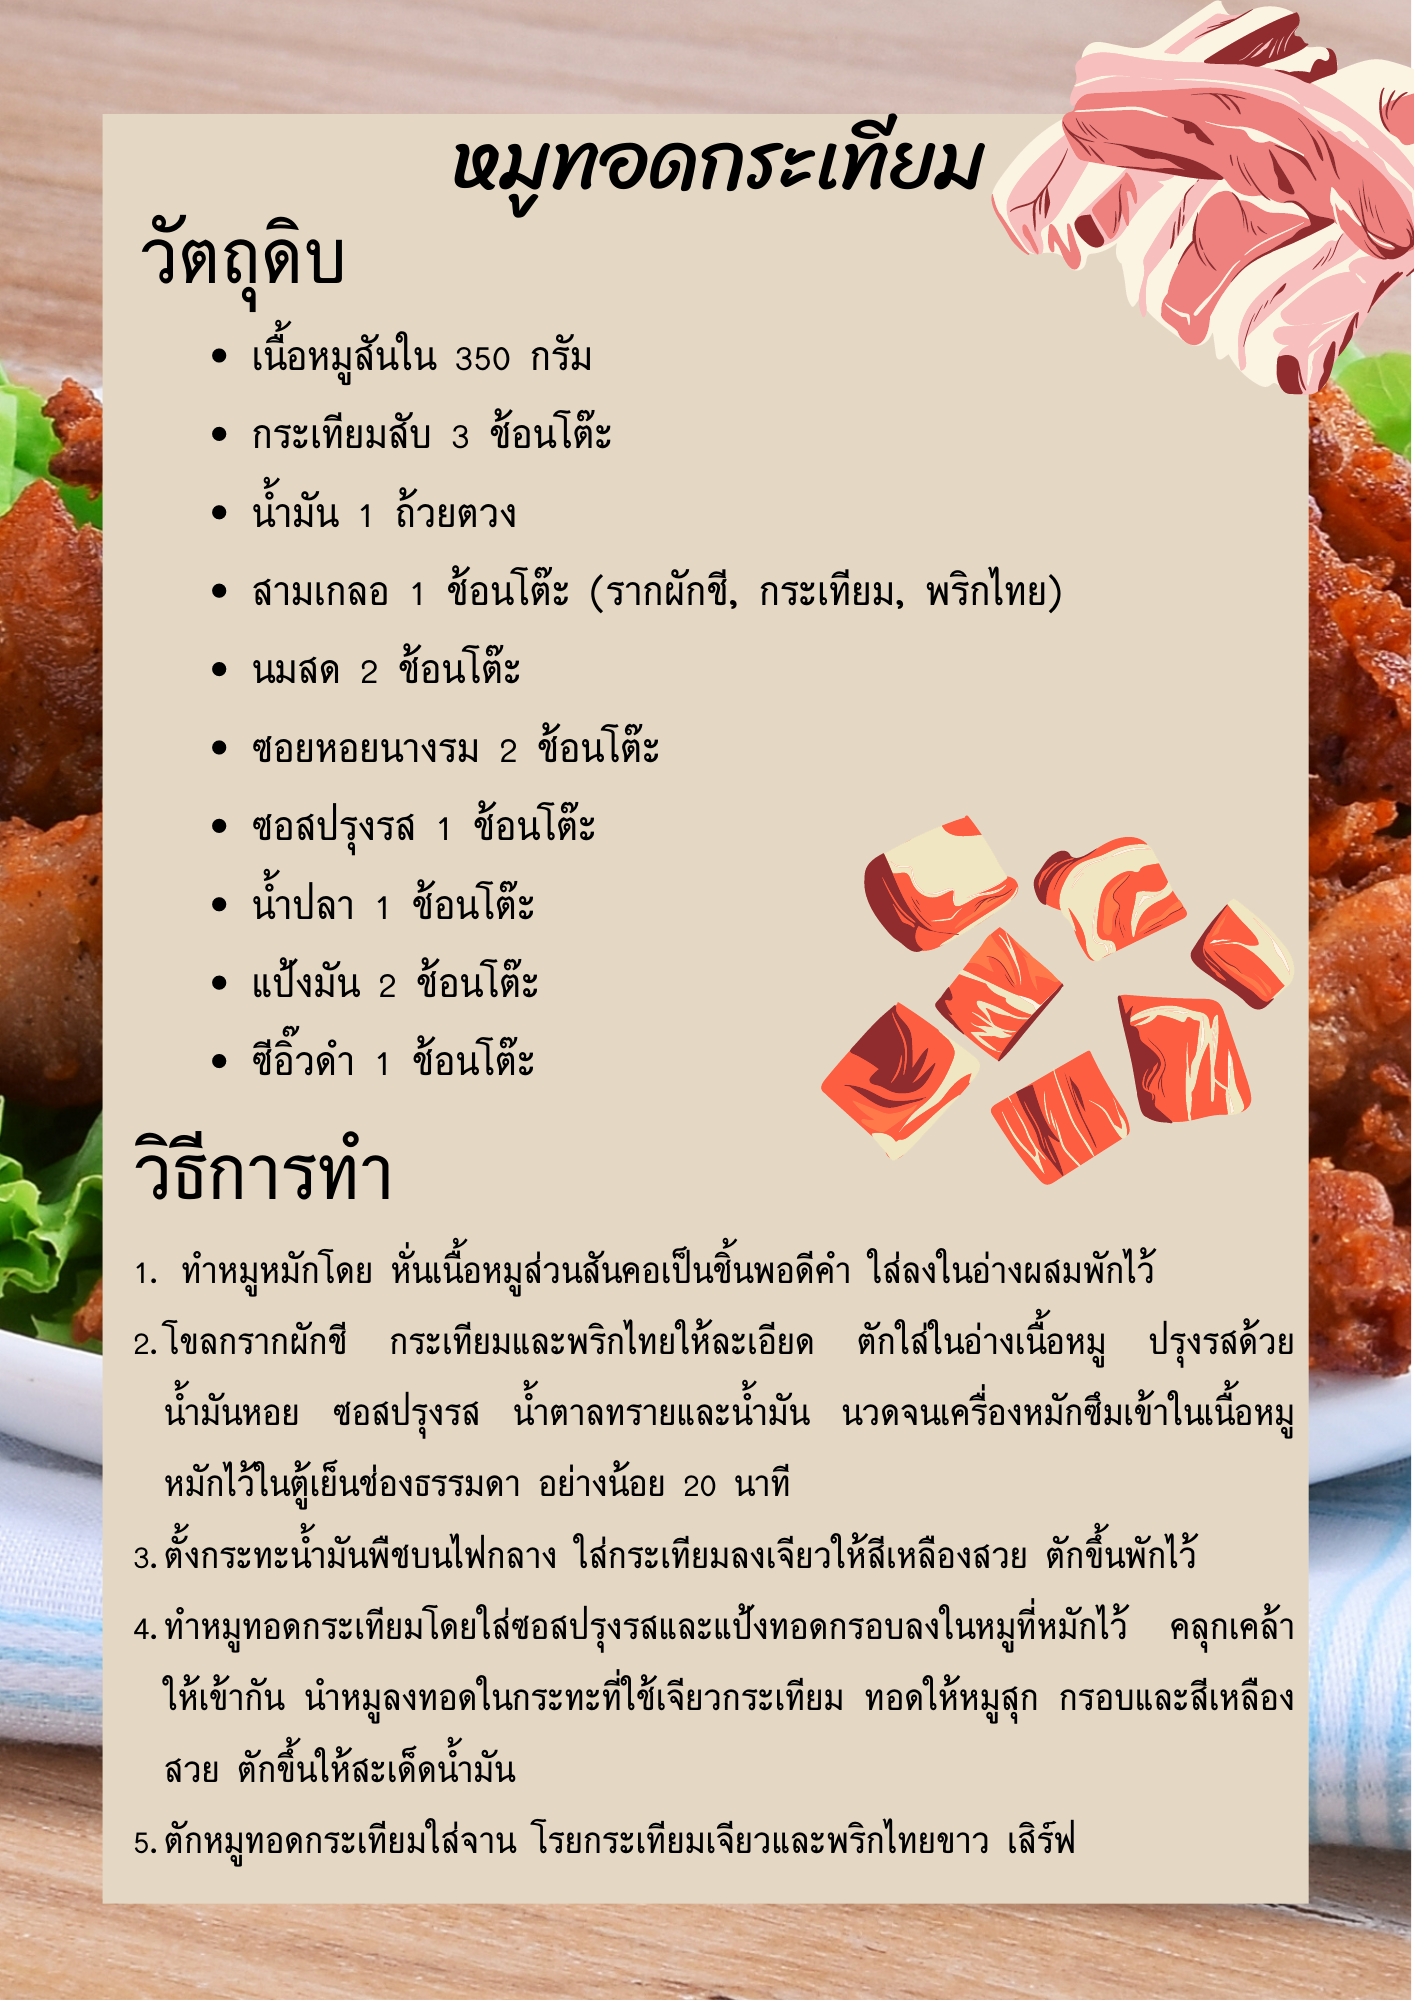 หมูทอดกระเทียม
วัตถุดิบ
• เนื้อหมูสันใน 350 กรัม
• กระเทียมสับ 3 ช้อนโต๊ะ
• น้ำมัน 1 ถ้วยตวง
• สามเกลอ 1 ช้อนโต๊ะ (รากผักชี, กระเทียม, พริกไทย)
• นมสด 2 ช้อนโต๊ะ
• ซอยหอยนางรม 2 ช้อนโต๊ะ
• ซอสปรุงรส 1 ช้อนโต๊ะ
• น้ำปลา 1 ช้อนโต๊ะ
• แป้งมัน 2 ช้อนโต๊ะ
• ซีอิ๊วดำ 1 ช้อนโต๊ะ
วิธีการทำ
1. ทำหมูหมักโดย หั่นเนื้อหมูส่วนสันคอเป็นชิ้นพอดีคำ ใส่ลงในอ่างผสมพักไว้
2. โขลกรากผักชี กระเทียมและพริกไทยให้ละเอียด ตักใส่ในอ่างเนื้อหมู ปรุงรสด้วย
น้ำมันหอย ซอสปรุงรส น้ำตาลทรายและน้ำมัน นวดจนเครื่องหมักซึมเข้าในเนื้อหมู
หมักไว้ในตู้เย็นช่องธรรมดา อย่างน้อย 20 นาที
3. ตั้งกระทะน้ำมันพืชบนไฟกลาง ใส่กระเทียมลงเจียวให้สีเหลืองสวย ตักขึ้นพักไว้
4. ทำหมูทอดกระเทียมโดยใส่ซอสปรุงรสและแป้งทอดกรอบลงในหมูที่หมักไว้ คลุกเคล้า
ให้เข้ากัน นำหมูลงทอดในกระทะที่ใช้เจียวกระเทียม ทอดให้หมูสุก กรอบและสีเหลือง
สวย ตักขึ้นให้สะเด็ดน้ำมัน
5. ตักหมูทอดกระเทียมใส่จาน โรยกระเทียมเจียวและพริกไทยขาว เสิร์ฟ